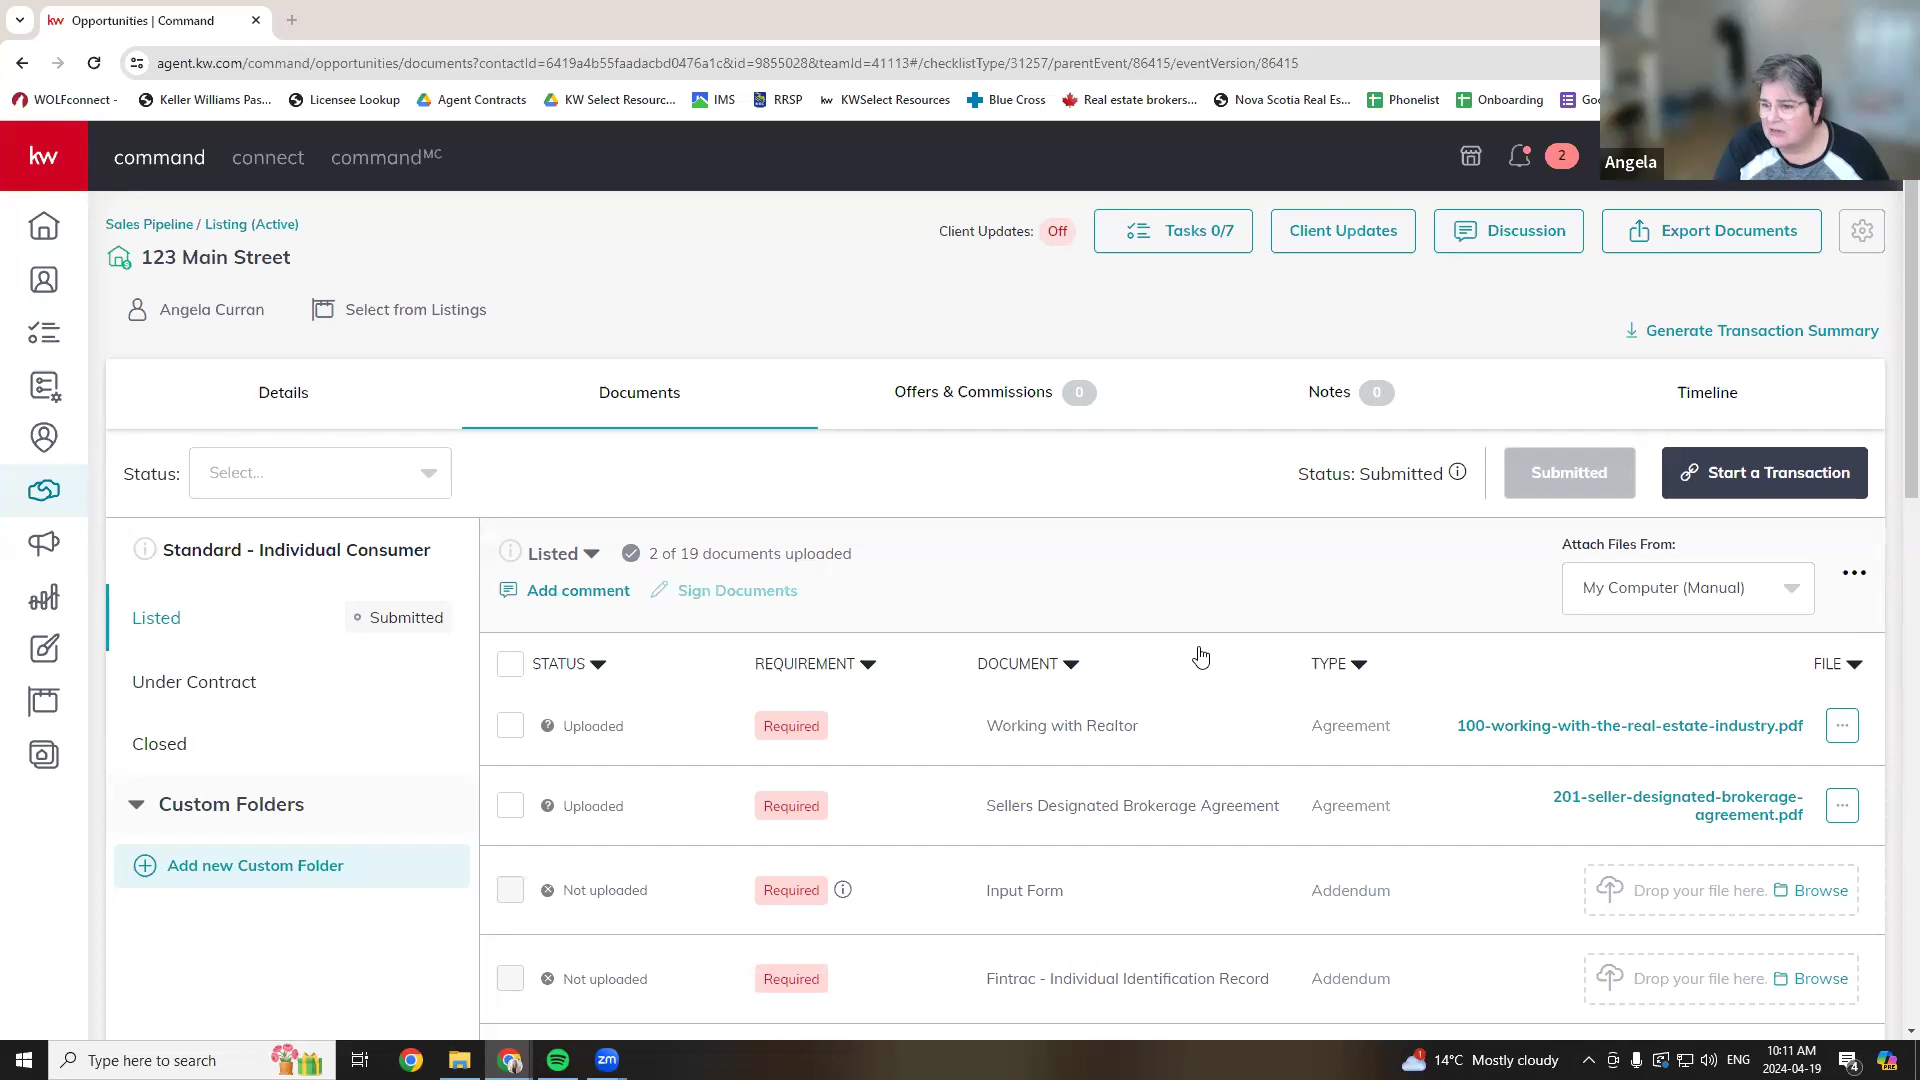 Opportunities | Command
agent.kw.com/command/opportunities/documents?contactId=6419a4b55faadacbd0476a1c&id=9855028&teamId=41113#/checklistType/31257/parentEvent/86415/eventVersion/86415
WOLFconnect - Keller Williams Pas... Licensee Lookup Agent Contracts KW Select Resourc... IMS RRSP KWSelect Resources Blue Cross Real estate brokers... Nova Scotia Real Es... Phonelist Onboarding Goo
Angela
kw command connect commandMC 2
Sales Pipeline / Listing (Active)
Client Updates: Off Tasks 0/7 Client Updates Discussion Export Documents
123 Main Street
Angela Curran Select from Listings
Generate Transaction Summary
Details Documents Offers & Commissions 0 Notes 0 Timeline
Status: Select... Status: Submitted Submitted Start a Transaction
Standard - Individual Consumer
Listed Submitted
Under Contract
Closed
Custom Folders
Add new Custom Folder
Listed 2 of 19 documents uploaded
Add comment Sign Documents
Attach Files From:
My Computer (Manual)
STATUS REQUIREMENT DOCUMENT TYPE FILE
Uploaded Required Working with Realtor Agreement 100-working-with-the-real-estate-industry.pdf
Uploaded Required Sellers Designated Brokerage Agreement Agreement 201-seller-designated-brokerage-
agreement.pdf
Not uploaded Required Input Form Addendum Drop your file here. Browse
Not uploaded Required Fintrac - Individual Identification Record Addendum Drop your file here. Browse
Type here to search
zm
14°C Mostly cloudy ENG 10:11 AM
2024-04-19
4